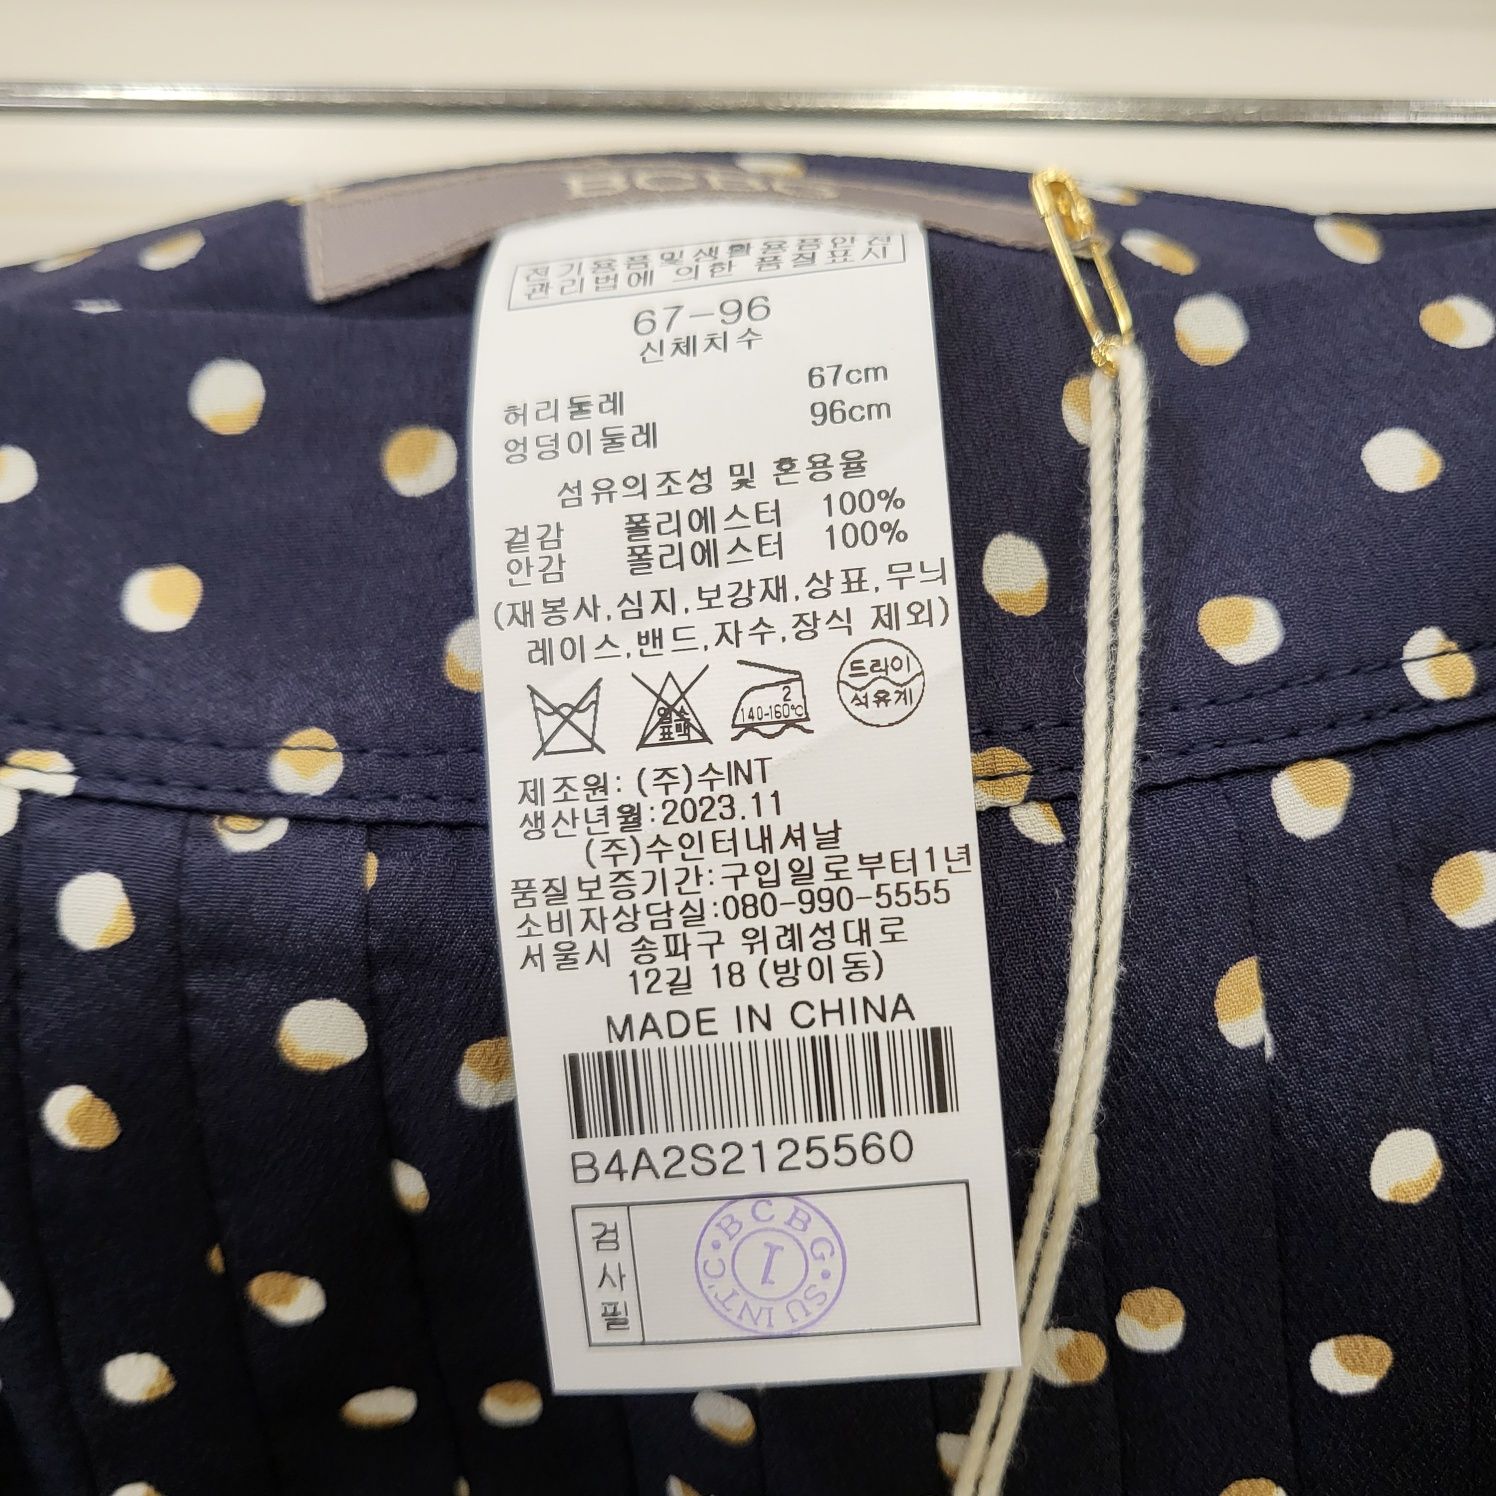 BCBG
전기용품및생활용품안전
관리법에 의한 품질표시
67-96
신체치수
허리둘레 67cm
엉덩이둘레 96cm
섬유의조성 및 혼용율
겉감 폴리에스터 100%
안감 폴리에스터 100%
(재봉사,심지,보강재,상표,무늬
레이스,밴드,자수,장식 제외)
염소
표백
2
140-160℃
드라이
석유계
제조원: (주)수INT
생산년월:2023.11
(주)수인터내셔날
품질보증기간:구입일로부터1년
소비자상담실:080-990-5555
서울시 송파구 위례성대로
12길 18 (방이동)
MADE IN CHINA
B4A2S2125560
검사필
BCBG•SU INT'C•
1